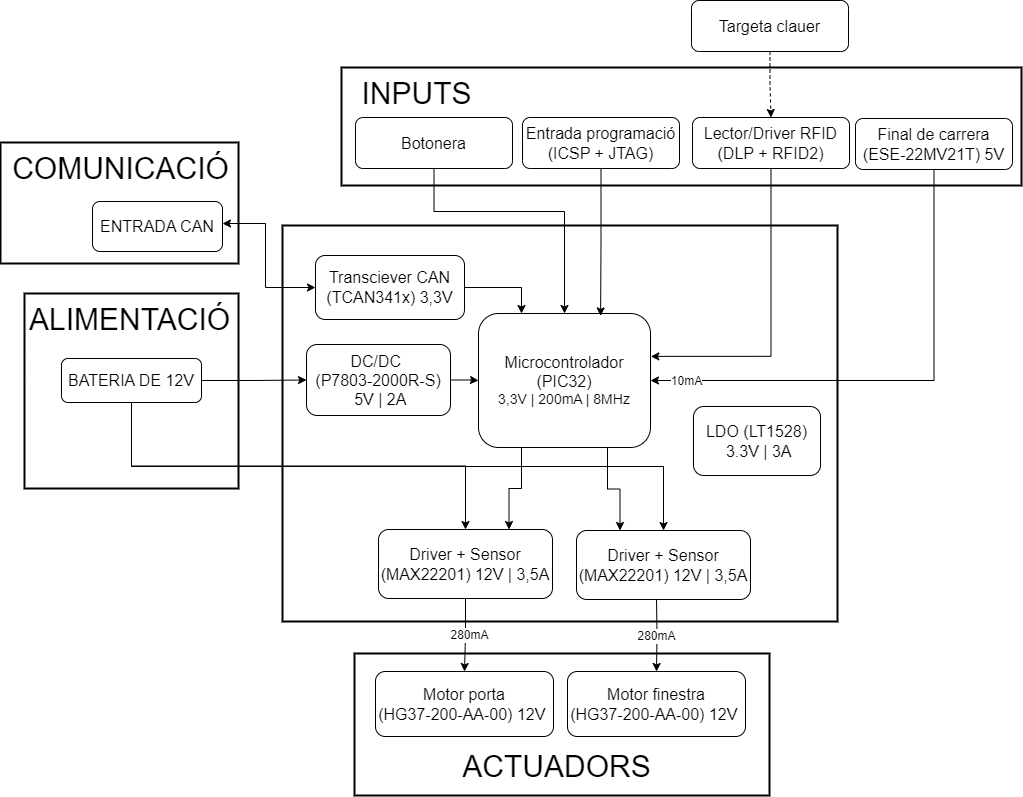 Targeta clauer
INPUTS
Botonera
Entrada programació
(ICSP + JTAG)
Lector/Driver RFID
(DLP + RFID2)
Final de carrera
(ESE-22MV21T) 5V
COMUNICACIÓ
ENTRADA CAN
Transciever CAN
(TCAN341x) 3,3V
ALIMENTACIÓ
BATERIA DE 12V
DC/DC
(P7803-2000R-S)
5V | 2A
Microcontrolador
(PIC32)
3,3V | 200mA | 8MHz
10mA
LDO (LT1528)
3.3V | 3A
Driver + Sensor
(MAX22201) 12V | 3,5A
Driver + Sensor
(MAX22201) 12V | 3,5A
280mA
280mA
Motor porta
(HG37-200-AA-00) 12V
Motor finestra
(HG37-200-AA-00) 12V
ACTUADORS